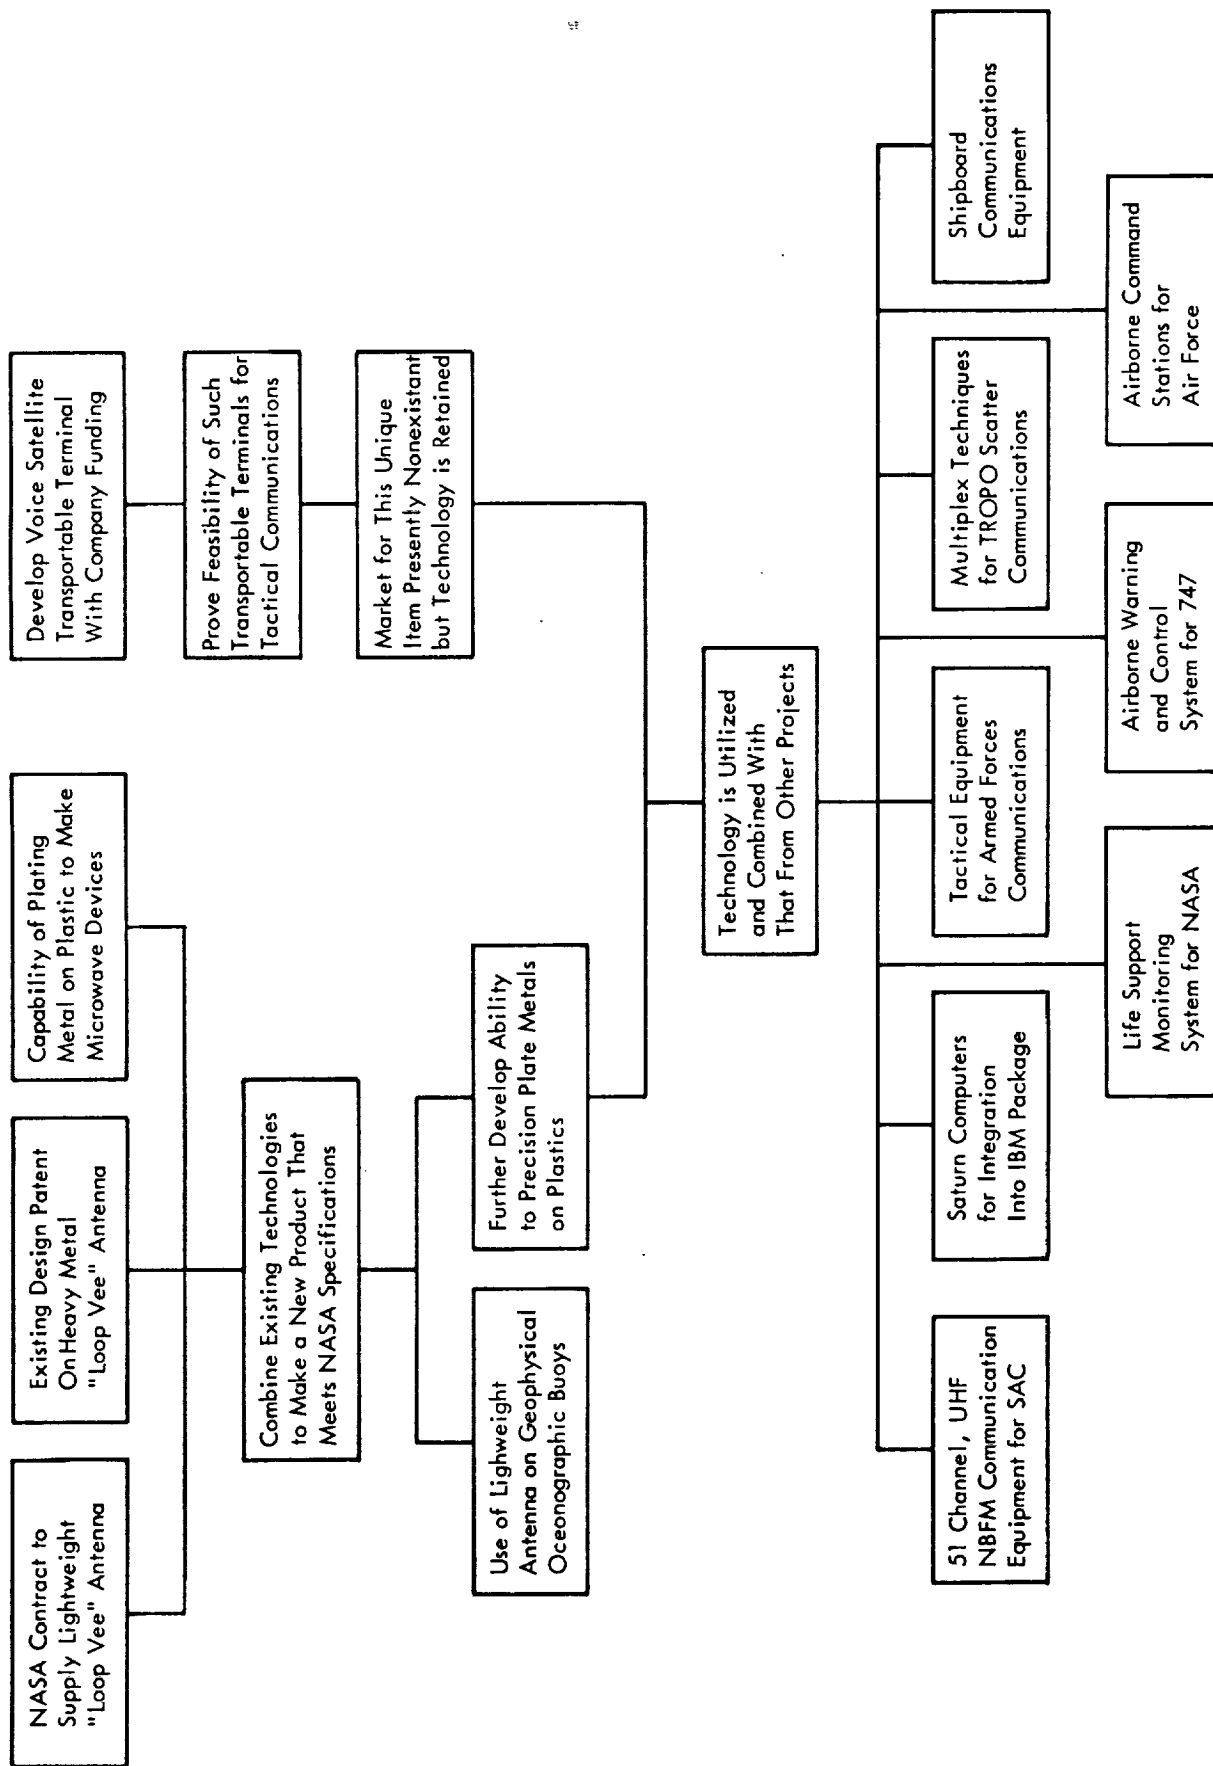 NASA Contract to
Supply Lightweight
"Loop Vee" Antenna
Existing Design Patent
On Heavy Metal
"Loop Vee" Antenna
Capability of Plating
Metal on Plastic to Make
Microwave Devices
Develop Voice Satellite
Transportable Terminal
With Company Funding
Combine Existing Technologies
to Make a New Product That
Meets NASA Specifications
Prove Feasibility of Such
Transportable Terminals for
Tactical Communications
Market for This Unique
Item Presently Nonexistant
but Technology is Retained
Use of Lighweight
Antenna on Geophysical
Oceonographic Buoys
Further Develop Ability
to Precision Plate Metals
on Plastics
Technology is Utilized
and Combined With
That From Other Projects
51 Channel, UHF
NBFM Communication
Equipment for SAC
Saturn Computers
for Integration
Into IBM Package
Tactical Equipment
for Armed Forces
Communications
Multiplex Techniques
for TROPO Scatter
Communications
Shipboard
Communications
Equipment
Life Support
Monitoring
System for NASA
Airborne Warning
and Control
System for 747
Airborne Command
Stations for
Air Force